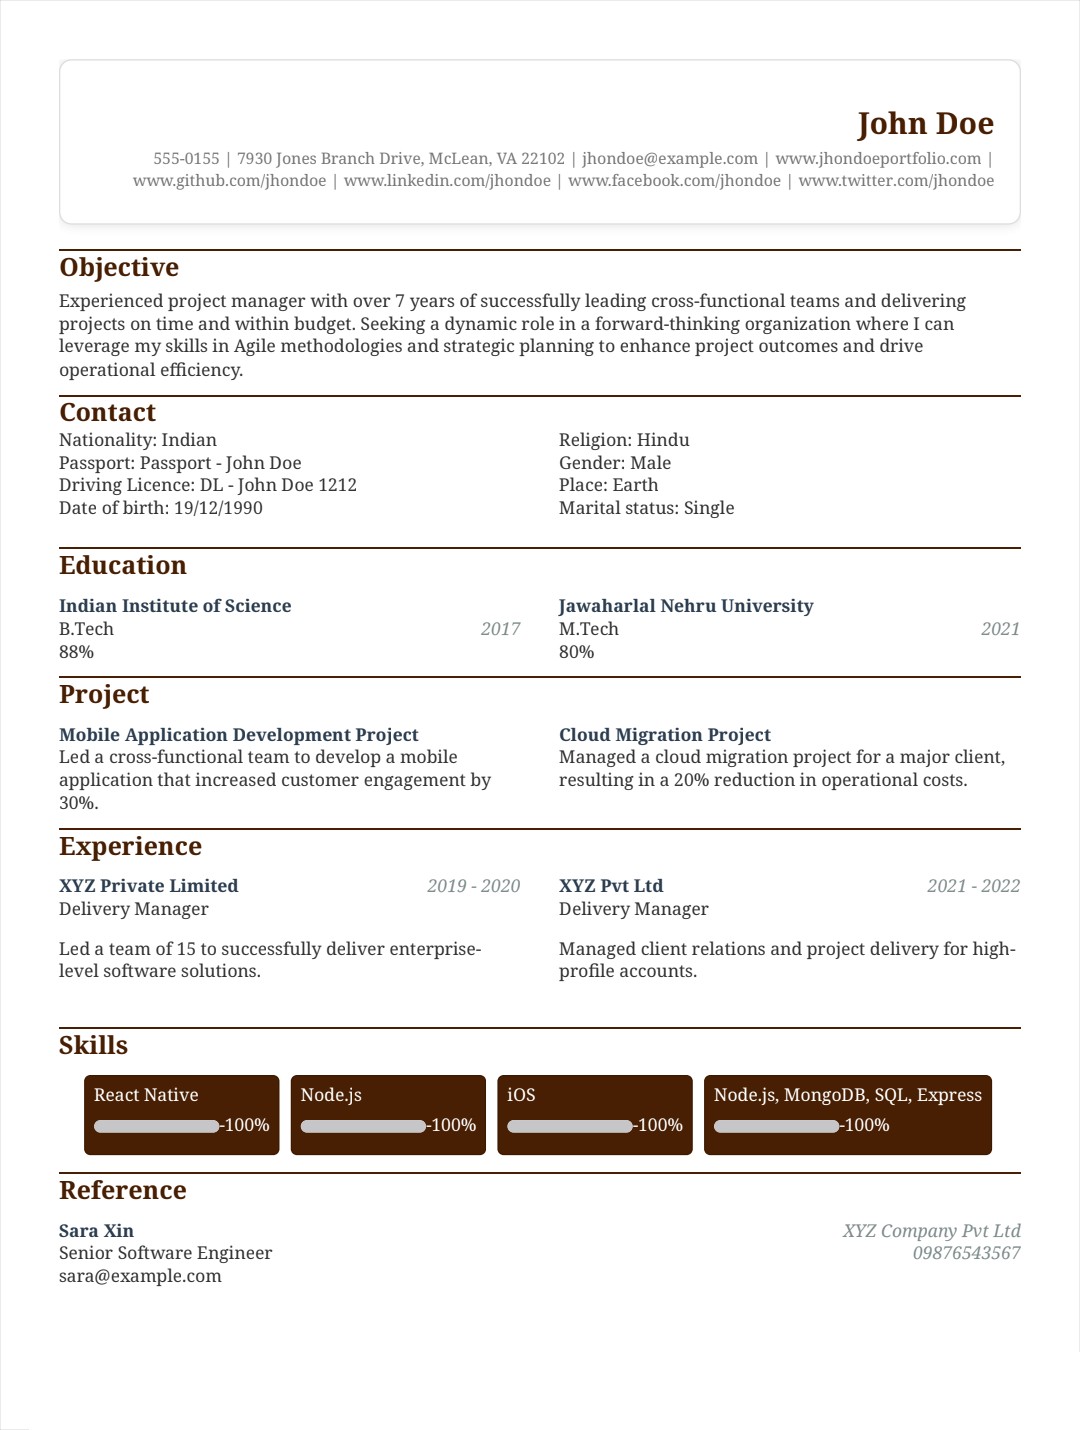 John Doe
555-0155 | 7930 Jones Branch Drive, McLean, VA 22102 | jhondoe@example.com | www.jhondoeportfolio.com |
www.github.com/jhondoe | www.linkedin.com/jhondoe | www.facebook.com/jhondoe | www.twitter.com/jhondoe
Objective
Experienced project manager with over 7 years of successfully leading cross-functional teams and delivering
projects on time and within budget. Seeking a dynamic role in a forward-thinking organization where I can
leverage my skills in Agile methodologies and strategic planning to enhance project outcomes and drive
operational efficiency.
Contact
Nationality: Indian
Passport: Passport - John Doe
Driving Licence: DL - John Doe 1212
Date of birth: 19/12/1990
Religion: Hindu
Gender: Male
Place: Earth
Marital status: Single
Education
Indian Institute of Science
B.Tech 2017
88%
Jawaharlal Nehru University
M.Tech 2021
80%
Project
Mobile Application Development Project
Led a cross-functional team to develop a mobile
application that increased customer engagement by
30%.
Cloud Migration Project
Managed a cloud migration project for a major client,
resulting in a 20% reduction in operational costs.
Experience
XYZ Private Limited 2019 - 2020
Delivery Manager
Led a team of 15 to successfully deliver enterprise-
level software solutions.
XYZ Pvt Ltd 2021 - 2022
Delivery Manager
Managed client relations and project delivery for high-
profile accounts.
Skills
React Native
-100%
Node.js
-100%
iOS
-100%
Node.js, MongoDB, SQL, Express
-100%
Reference
Sara Xin XYZ Company Pvt Ltd
Senior Software Engineer 09876543567
sara@example.com